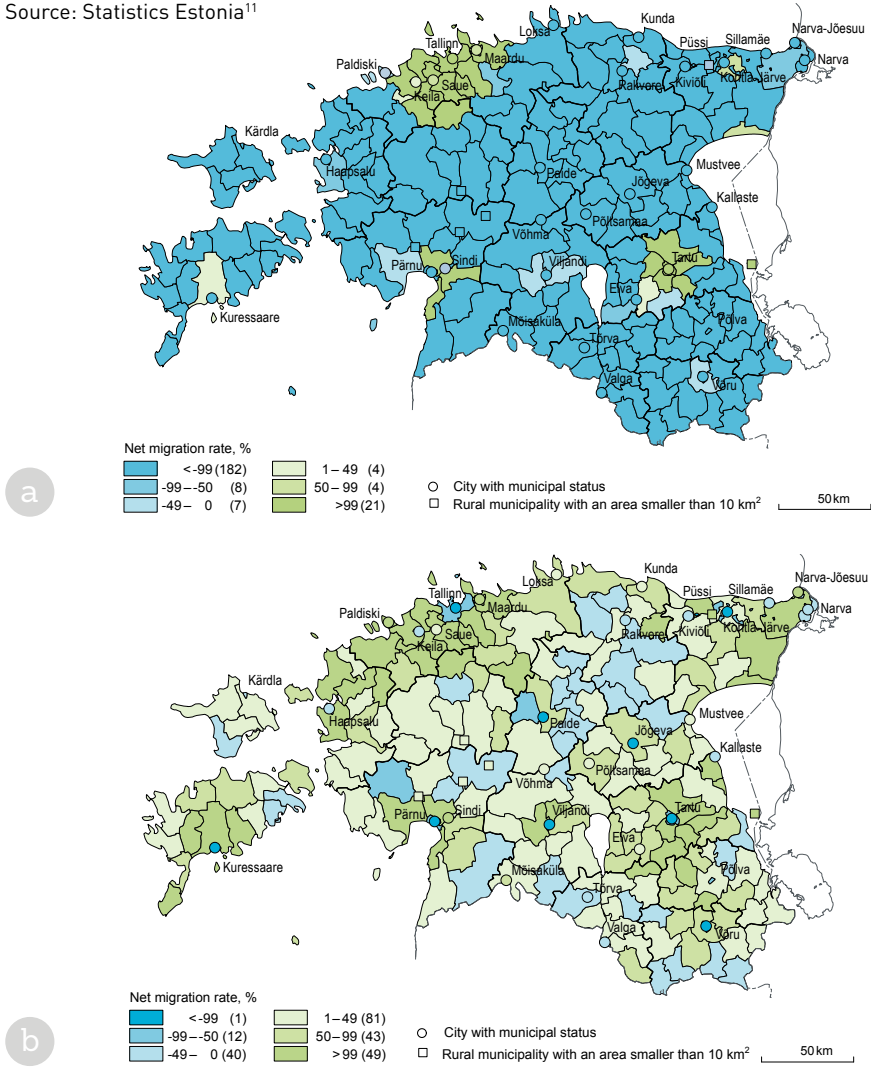 Source: Statistics Estonia¹¹
Kunda
Narva-Jõesuu
Loksa
Püssi Sillamäe
Tallinn
Maardu
Narva
Paldiski
Rakvere Kiviõli Kohtla-Järve
Saue
Keila
Kärdla
Haapsalu
Paide
Mustvee
Jõgeva
Kallaste
Põltsamaa
Võhma
Tartu
Pärnu Sindi
Viljandi
Elva
Kuressaare
Mõisaküla
Põlva
Tõrva
Valga
Võru
Net migration rate, %
<-99 (182)
-99–-50 (8)
-49– 0 (7)
1–49 (4)
50–99 (4)
>99 (21)
City with municipal status
Rural municipality with an area smaller than 10 km²
50 km
a
Kunda
Narva-Jõesuu
Loksa
Püssi Sillamäe
Tallinn
Maardu
Narva
Paldiski
Rakvere Kiviõli Kohtla-Järve
Saue
Keila
Kärdla
Haapsalu
Paide
Mustvee
Jõgeva
Kallaste
Põltsamaa
Võhma
Tartu
Pärnu Sindi
Viljandi
Elva
Kuressaare
Mõisaküla
Põlva
Tõrva
Valga
Võru
Net migration rate, %
<-99 (1)
-99–-50 (12)
-49– 0 (40)
1–49 (81)
50–99 (43)
>99 (49)
City with municipal status
Rural municipality with an area smaller than 10 km²
50 km
b